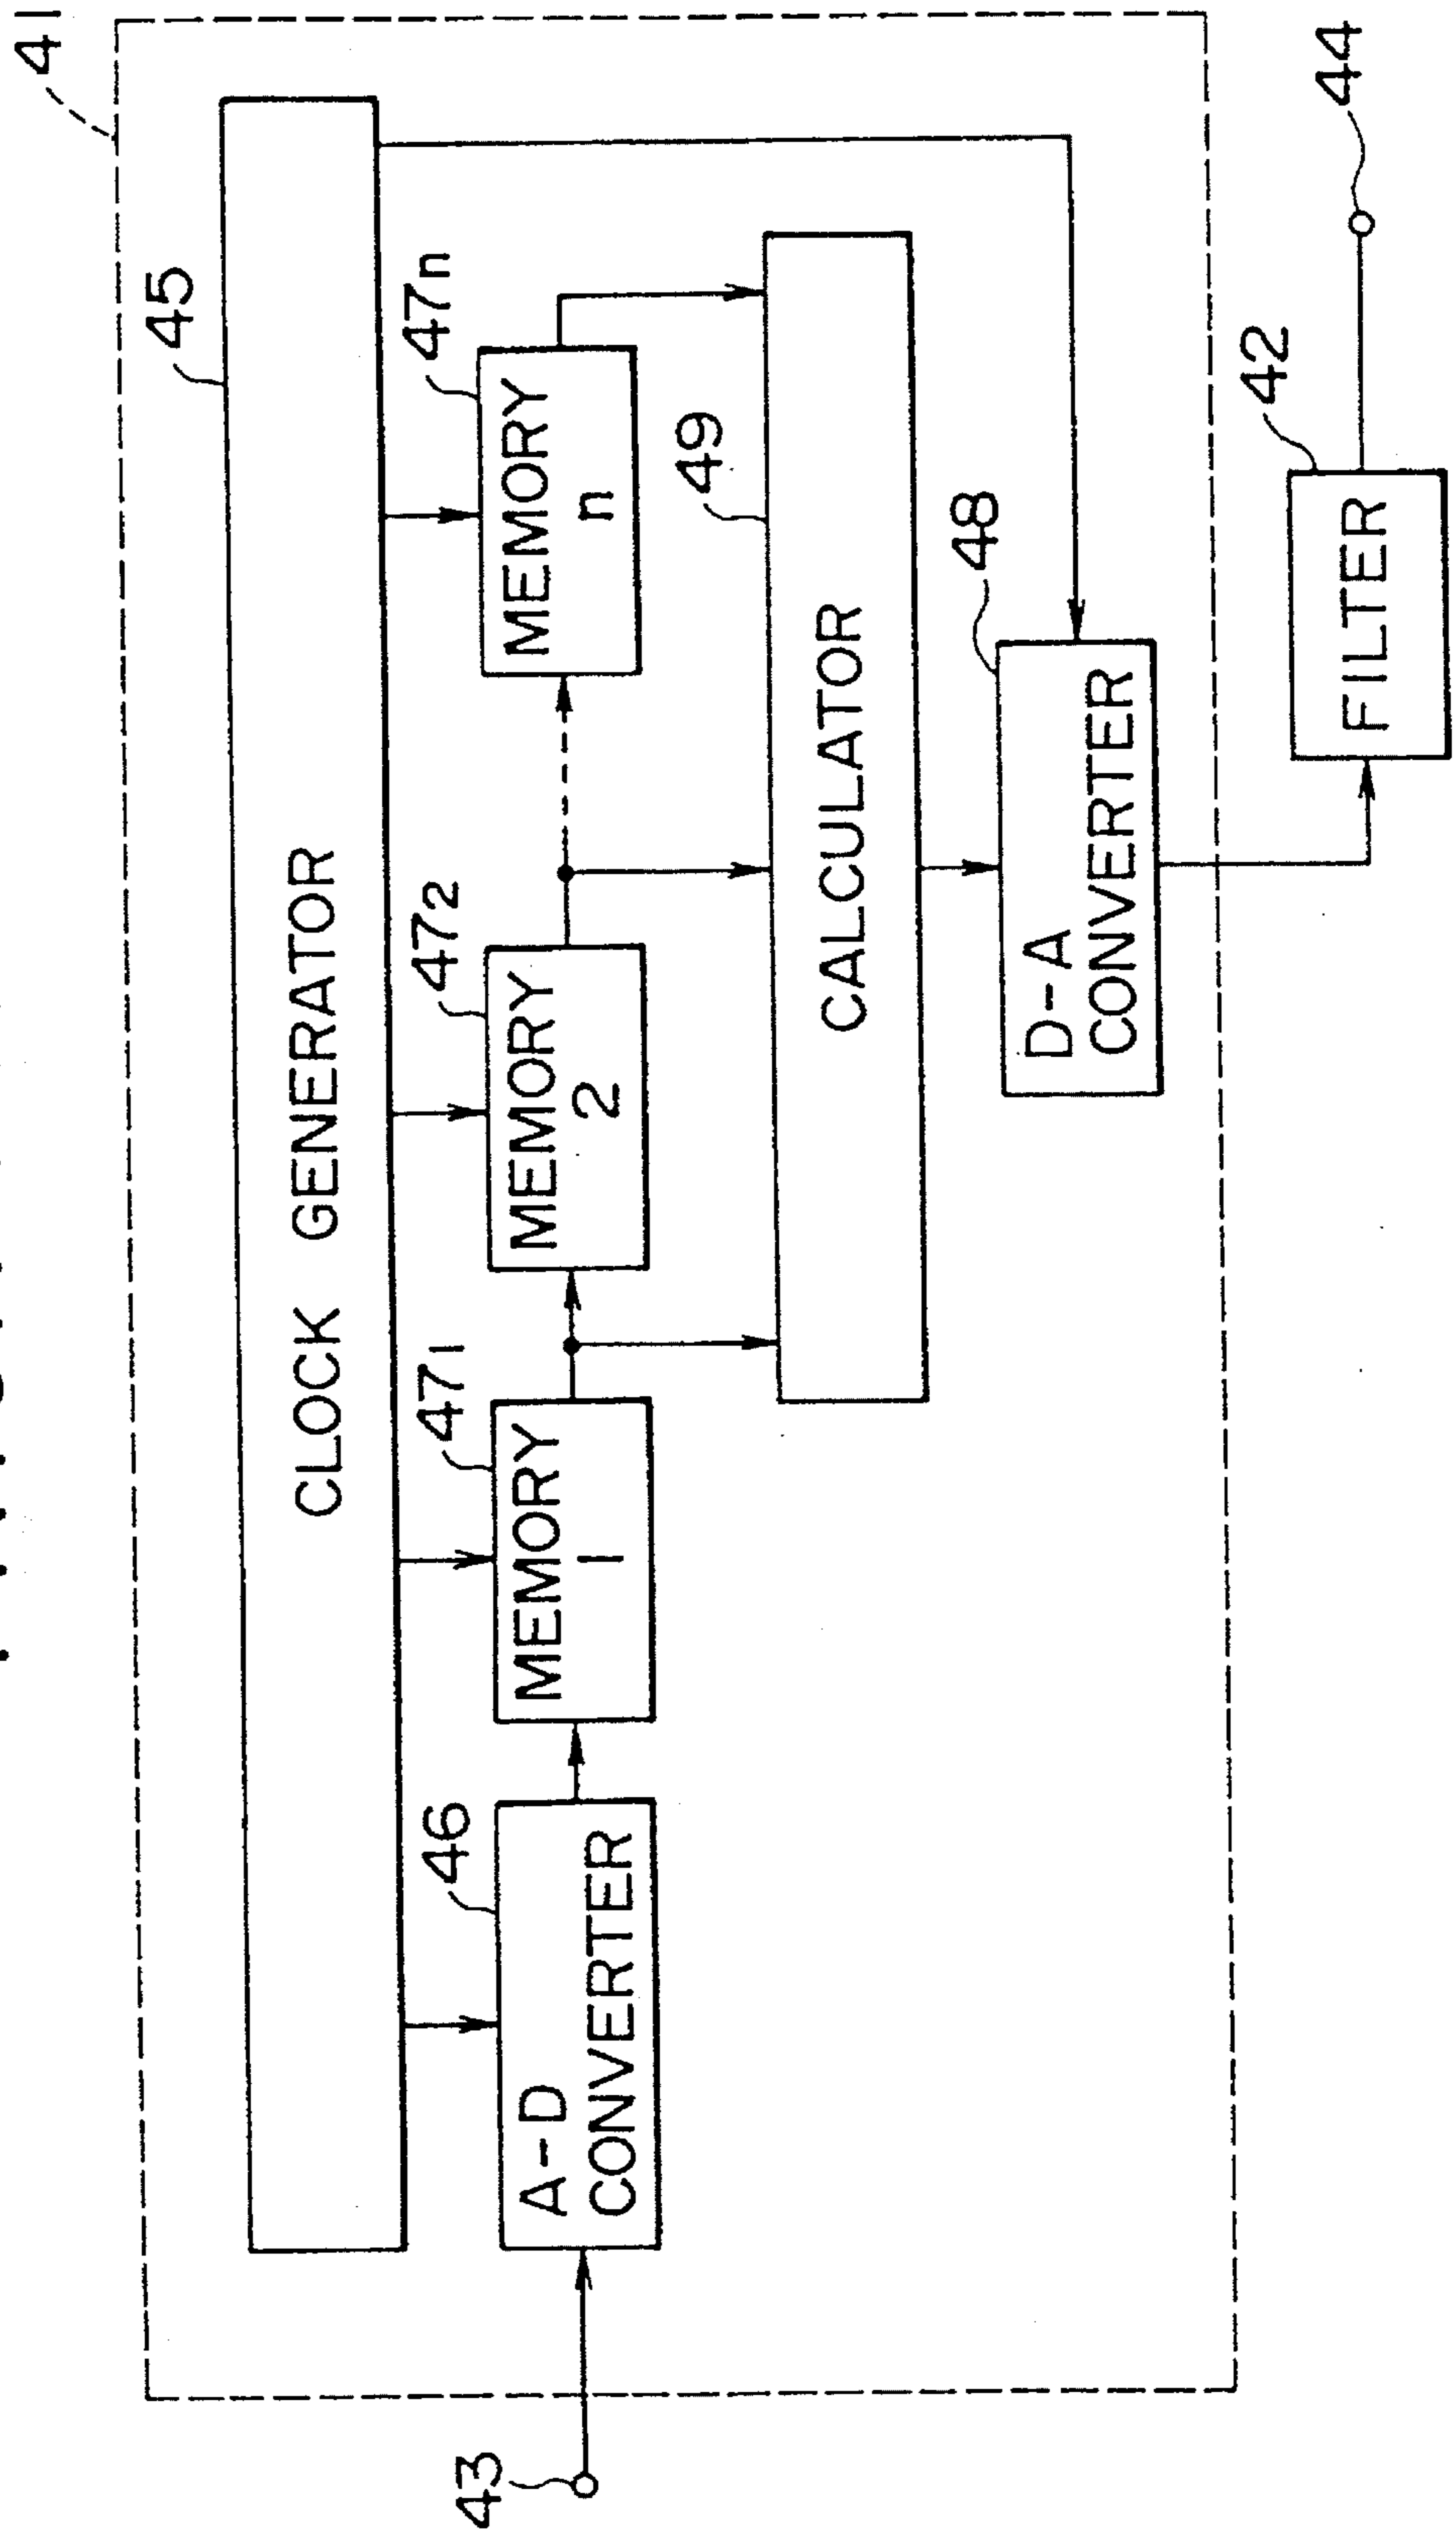 41
45
CLOCK GENERATOR
46
47₁
47₂
47n
A-D
CONVERTER
MEMORY
1
MEMORY
2
MEMORY
n
49
CALCULATOR
48
D-A
CONVERTER
42
FILTER
43
44